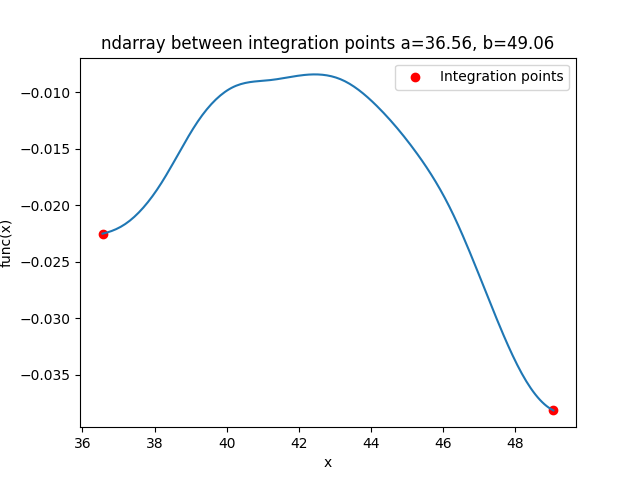 ndarray between integration points a=36.56, b=49.06
Integration points
func(x)
−0.010
−0.015
−0.020
−0.025
−0.030
−0.035
36 38 40 42 44 46 48
x